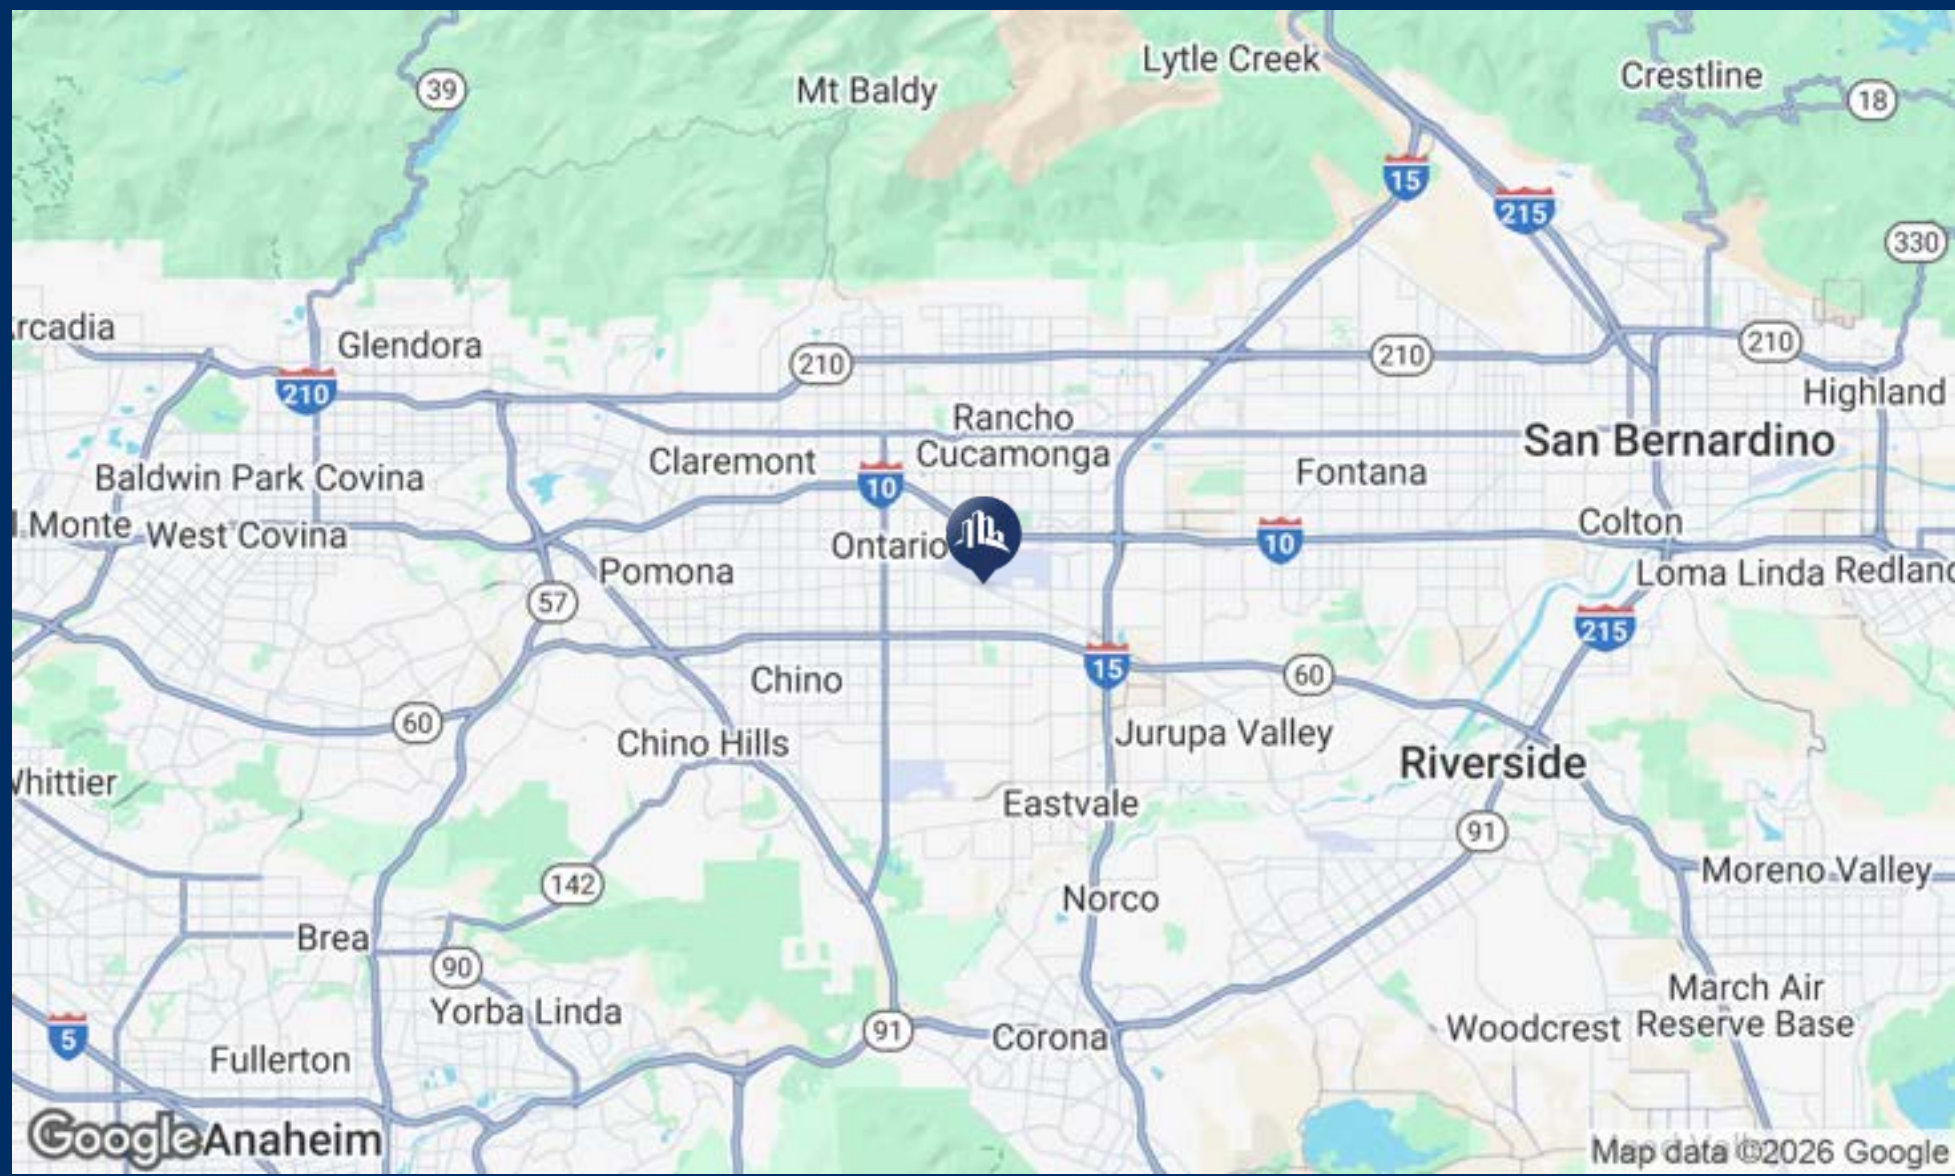 Lytle Creek
Crestline
39
Mt Baldy
18
15
215
330
rcadia
Glendora
210
210
210
210
Highland
Rancho
Cucamonga
San Bernardino
Claremont
Baldwin Park Covina
10
Fontana
Monte
West Covina
Ontario
10
Colton
Pomona
Loma Linda
Redland
57
215
15
60
Chino
60
Jurupa Valley
Chino Hills
Riverside
Whittier
Eastvale
91
142
Moreno Valley
Norco
Brea
90
March Air
Reserve Base
Yorba Linda
91
Corona
Woodcrest
5
Fullerton
Google
Anaheim
Map data ©2026 Google